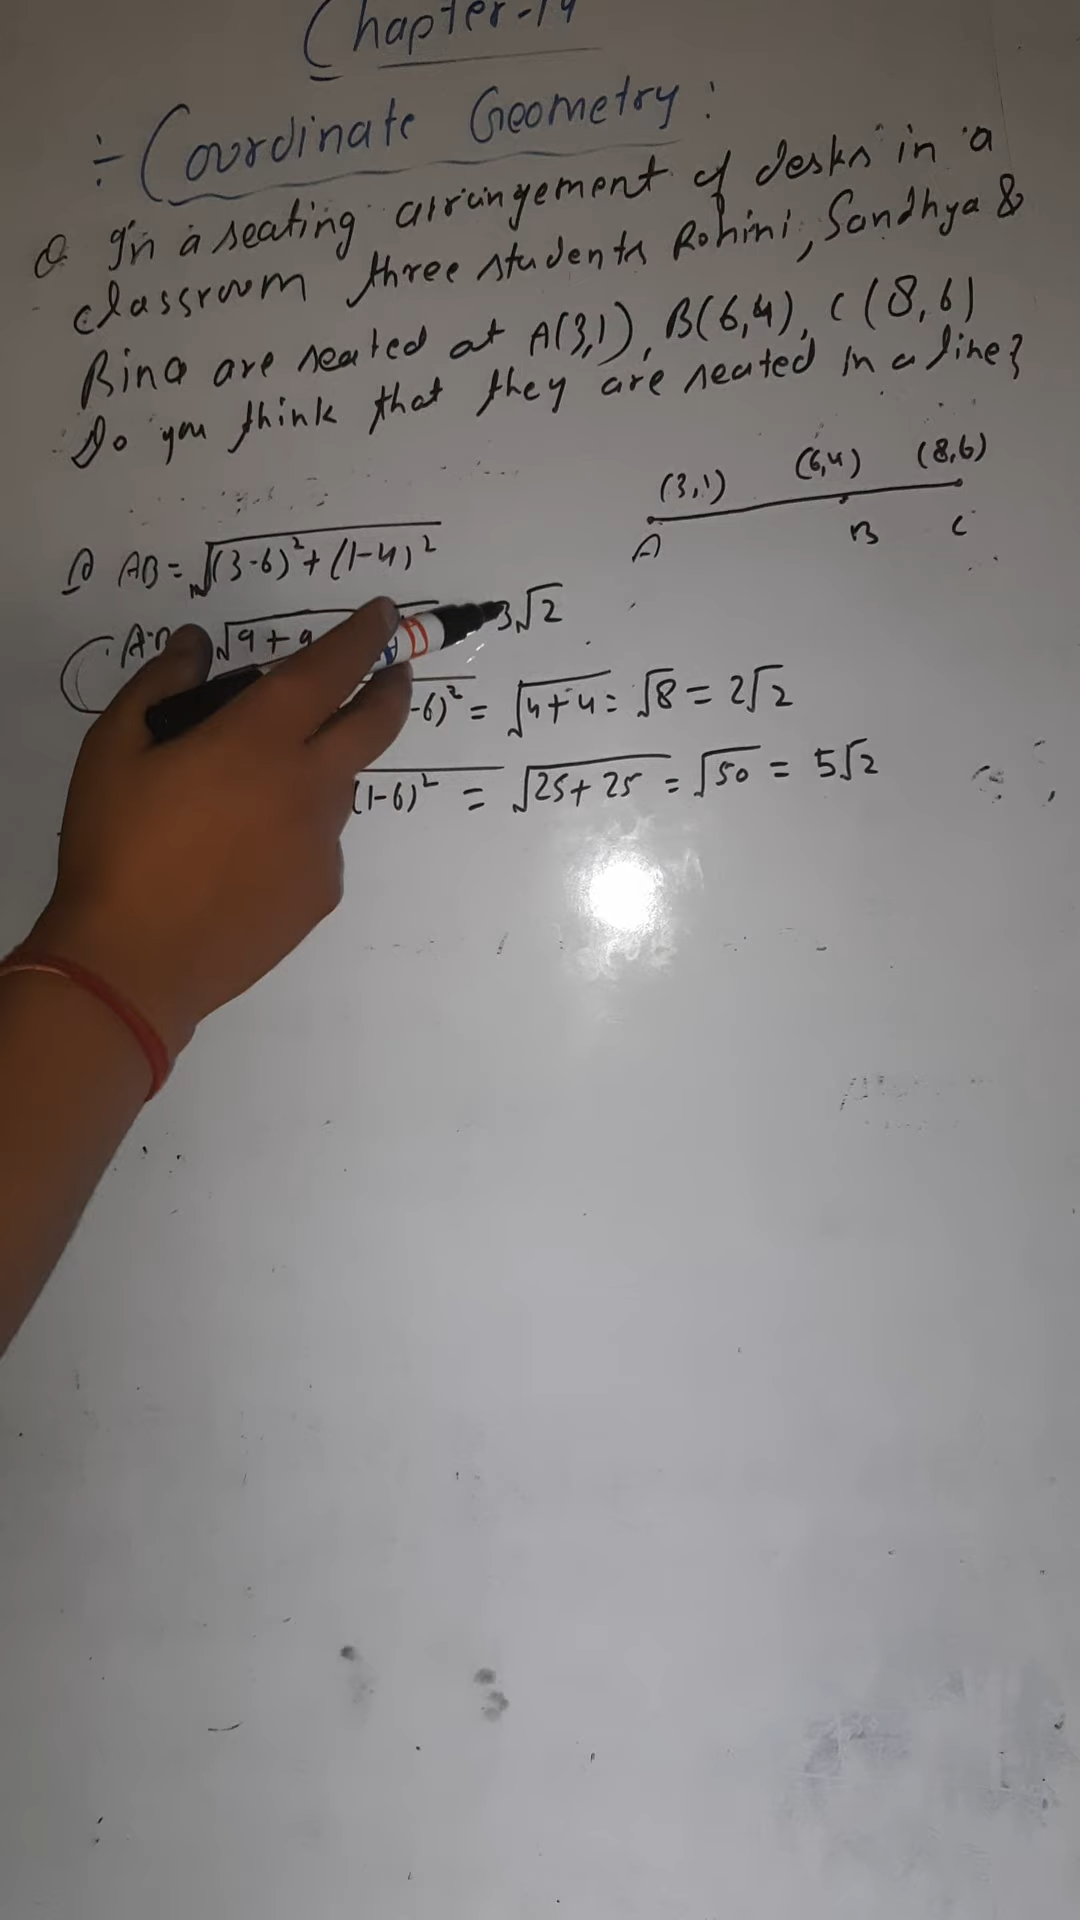 Chapter-14
÷ Coordinate Geometry:
Q. In a seating arrangement of desks in a
classroom three students Rohini, Sandhya &
Bina are seated at A(3,1), B(6,4), C(8,6)
Do you think that they are seated in a line?
(3,1) (6,4) (8,6)
A B C
AB = √(3-6)²+(1-4)²
√9+9 3√2
-6)² = √4+4 = √8 = 2√2
(1-6)² = √25+25 = √50 = 5√2